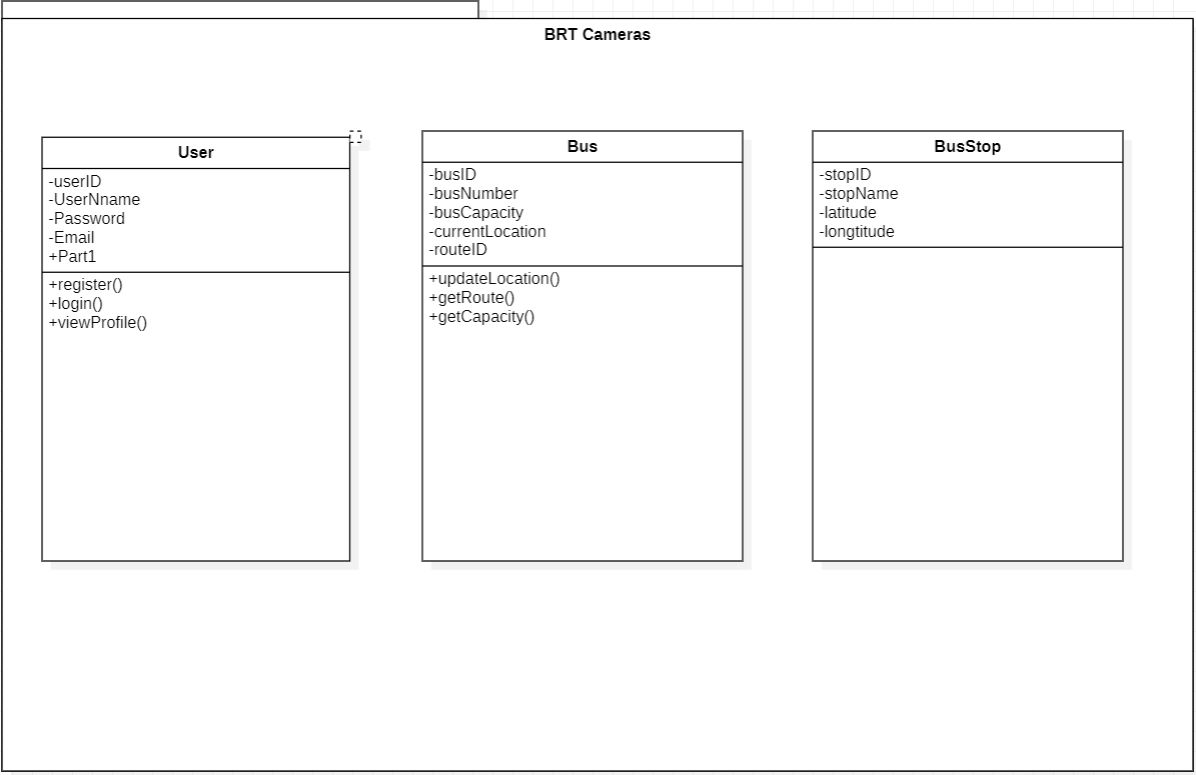 BRT Cameras
User
-userID
-UserNname
-Password
-Email
+Part1
+register()
+login()
+viewProfile()
Bus
-busID
-busNumber
-busCapacity
-currentLocation
-routeID
+updateLocation()
+getRoute()
+getCapacity()
BusStop
-stopID
-stopName
-latitude
-longtitude